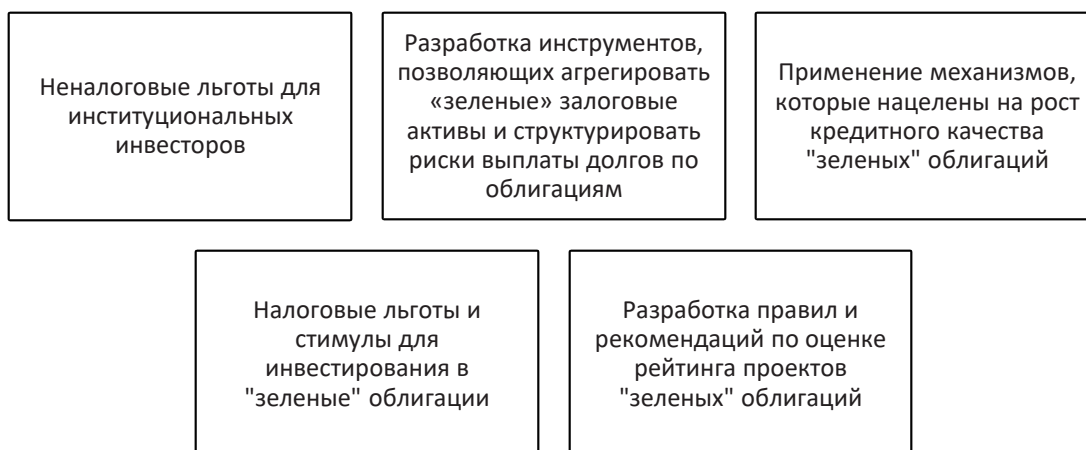 Неналоговые льготы для
институциональных
инвесторов
Разработка инструментов,
позволяющих агрегировать
«зеленые» залоговые
активы и структурировать
риски выплаты долгов по
облигациям
Применение механизмов,
которые нацелены на рост
кредитного качества
"зеленых" облигаций
Налоговые льготы и
стимулы для
инвестирования в
"зеленые" облигации
Разработка правил и
рекомендаций по оценке
рейтинга проектов
"зеленых" облигаций